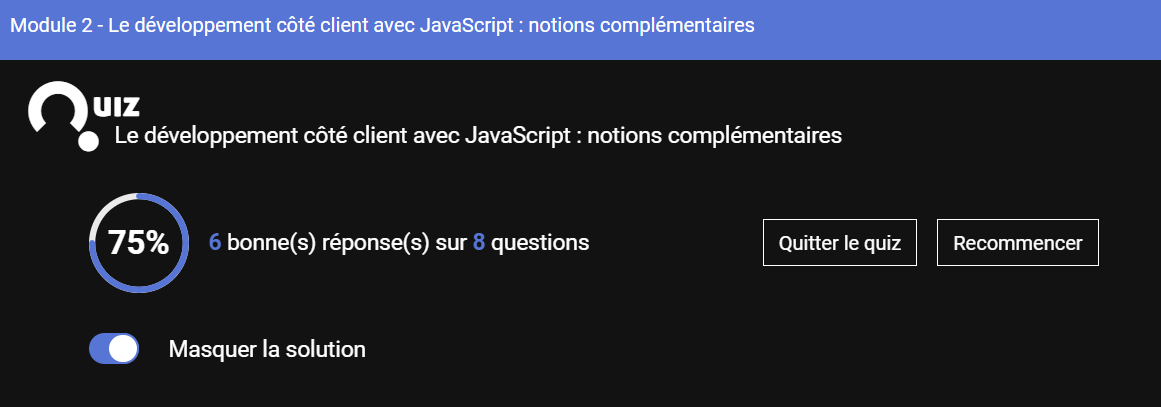 Module 2 - Le développement côté client avec JavaScript : notions complémentaires
Quiz
Le développement côté client avec JavaScript : notions complémentaires
75%
6 bonne(s) réponse(s) sur 8 questions
Quitter le quiz
Recommencer
Masquer la solution